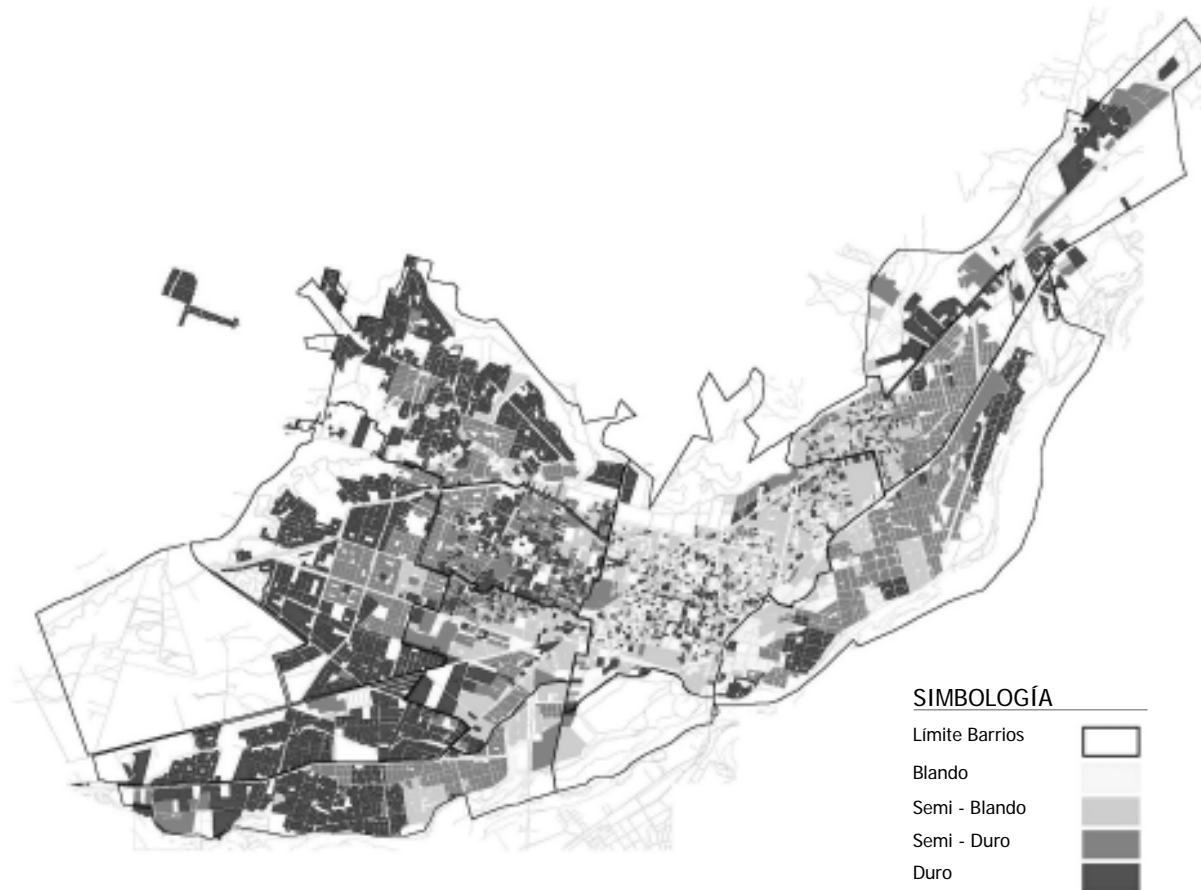 SIMBOLOGÍA
Límite Barrios
Blando
Semi - Blando
Semi - Duro
Duro